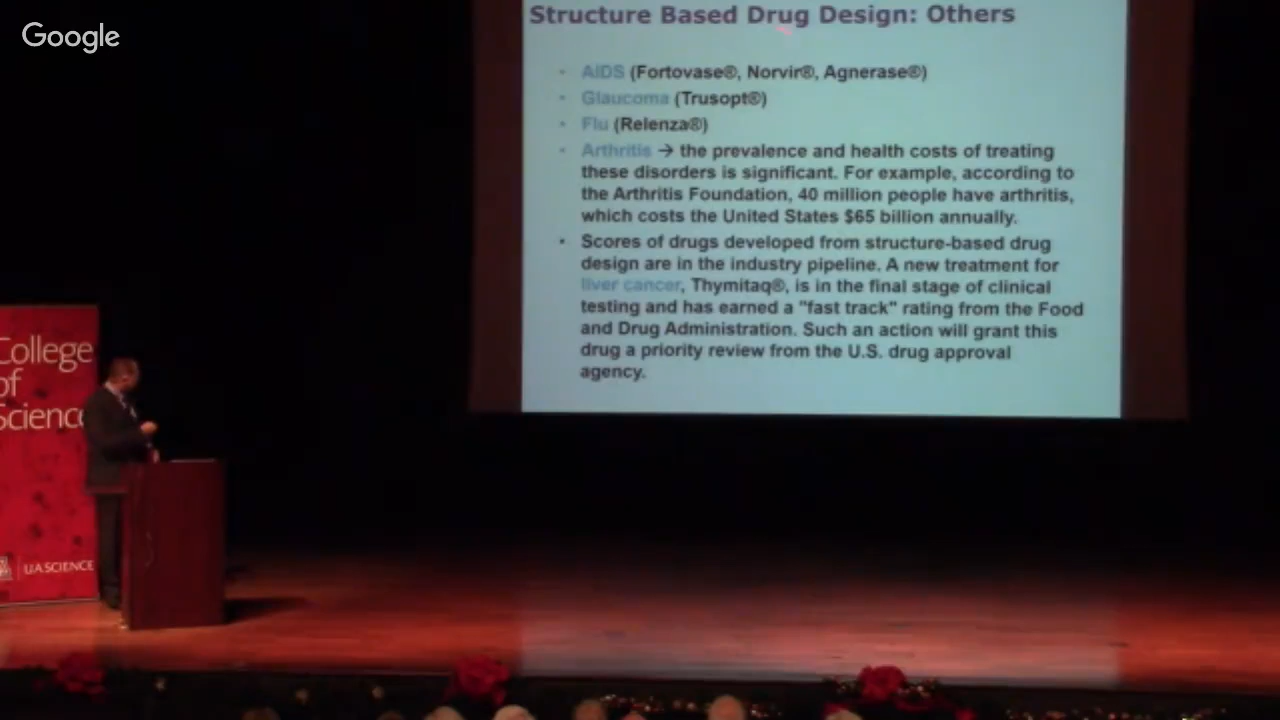 Google
Structure Based Drug Design: Others
• AIDS (Fortovase®, Norvir®, Agnerase®)
• Glaucoma (Trusopt®)
• Flu (Relenza®)
• Arthritis → the prevalence and health costs of treating
these disorders is significant. For example, according to
the Arthritis Foundation, 40 million people have arthritis,
which costs the United States $65 billion annually.
• Scores of drugs developed from structure-based drug
design are in the industry pipeline. A new treatment for
liver cancer, Thymitaq®, is in the final stage of clinical
testing and has earned a "fast track" rating from the Food
and Drug Administration. Such an action will grant this
drug a priority review from the U.S. drug approval
agency.
College
of
Science
UA SCIENCE